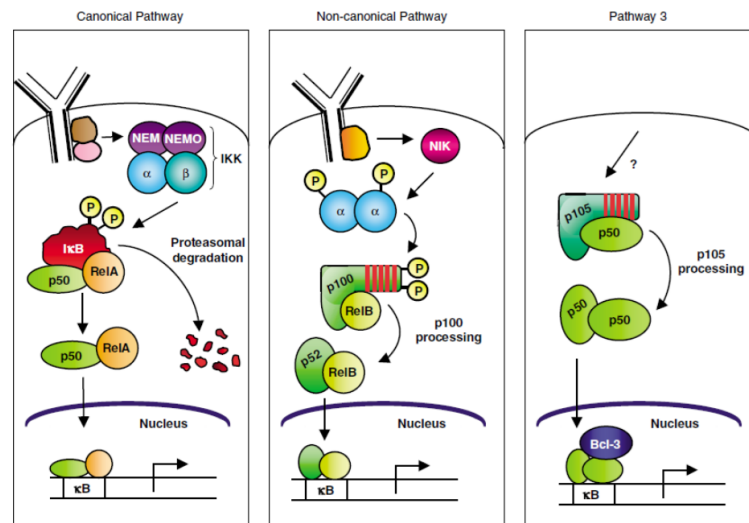 Canonical Pathway
NEM
NEMO
IKK
α
β
P
P
IκB
p50
RelA
Proteasomal
degradation
p50
RelA
Nucleus
κB
Non-canonical Pathway
NIK
P
P
α
α
p100
P
P
RelB
p100
processing
p52
RelB
Nucleus
κB
Pathway 3
?
p105
p50
p105
processing
p50
p50
Nucleus
Bcl-3
κB